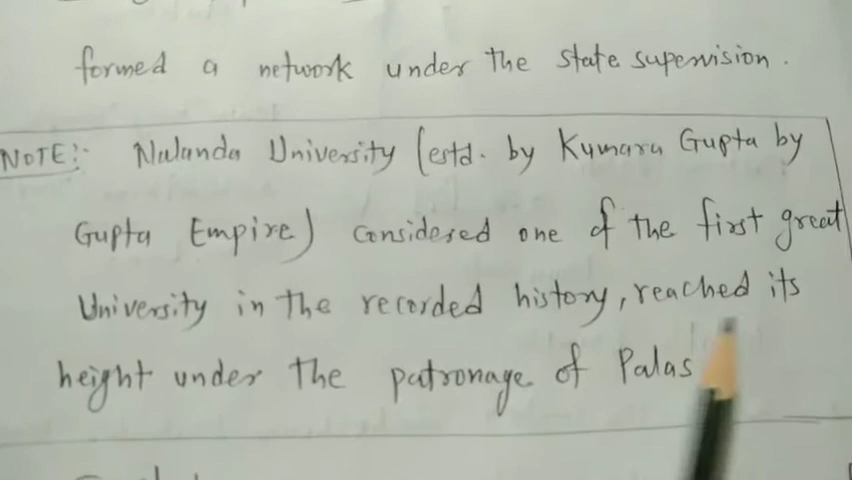 formed a network under the state supervision.
NOTE:- Nalanda University (estd. by Kumara Gupta by
Gupta Empire) considered one of the first great
University in the recorded history, reached its
height under the patronage of Palas